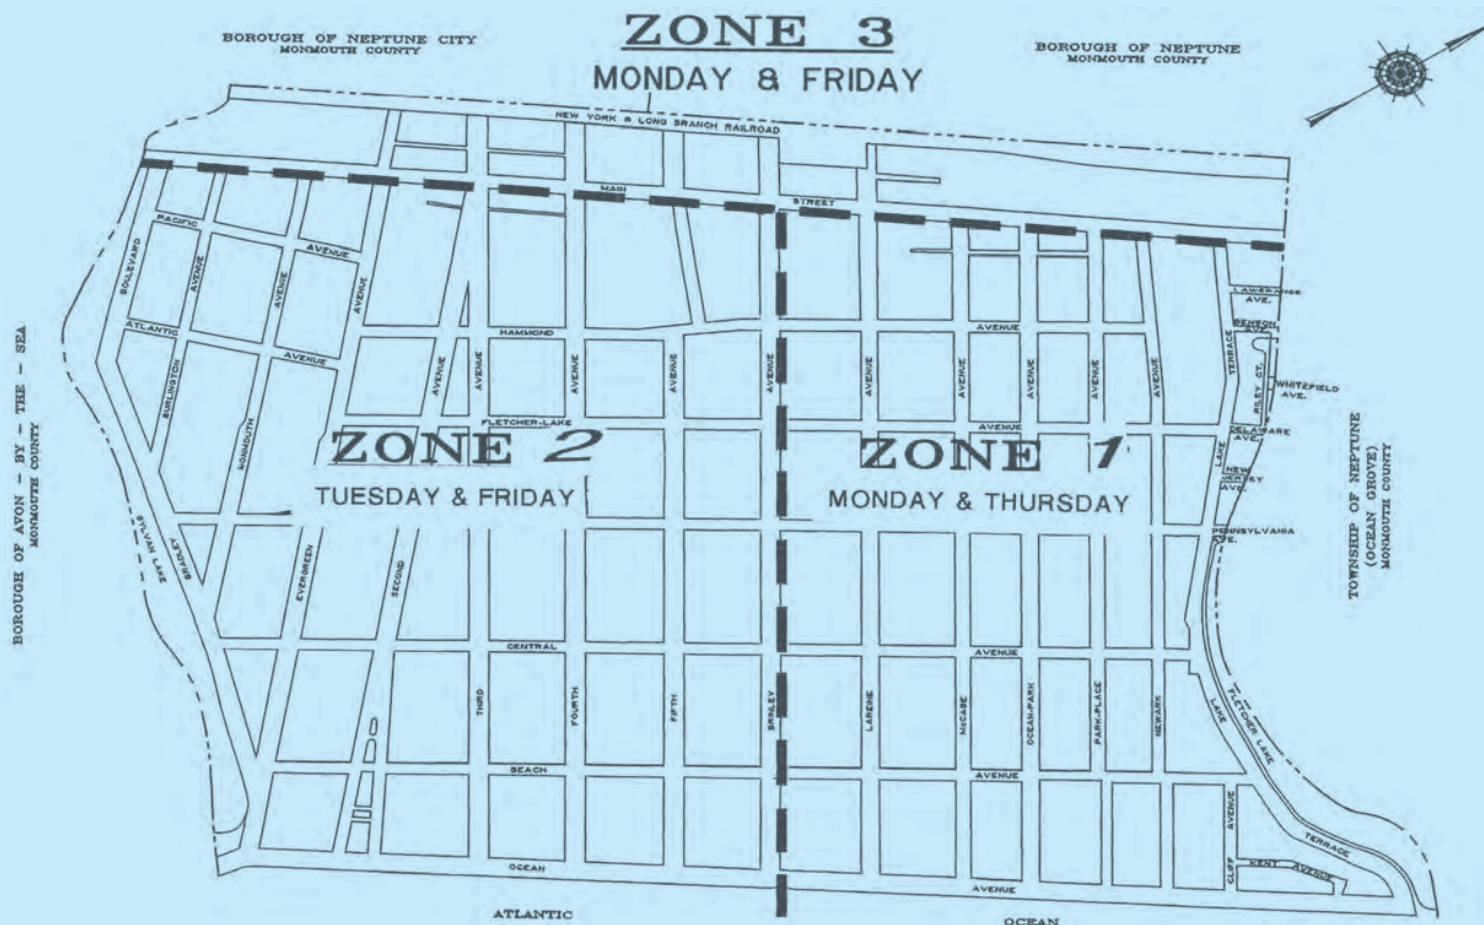 ZONE 3
MONDAY & FRIDAY
BOROUGH OF NEPTUNE CITY
MONMOUTH COUNTY
BOROUGH OF NEPTUNE
MONMOUTH COUNTY
NEW YORK & LONG BRANCH RAILROAD
MAIN
STREET
PACIFIC
AVENUE
BOULEVARD
AVENUE
AVENUE
AVENUE
ATLANTIC
AVENUE
HAMMOND
AVENUE
LAWERANCE
AVE.
BENSON
AVE.
TERRACE
RILEY CT.
WHITEFIELD
AVE.
BURLINGTON
MONMOUTH
AVENUE
AVENUE
AVENUE
AVENUE
AVENUE
AVENUE
AVENUE
AVENUE
AVENUE
AVENUE
FLETCHER-LAKE
AVENUE
DELAWARE
AVE.
LAKE
NEW
JERSEY
AVE.
ZONE 2
TUESDAY & FRIDAY
ZONE 1
MONDAY & THURSDAY
BOROUGH OF AVON - BY - THE - SEA
MONMOUTH COUNTY
TOWNSHIP OF NEPTUNE
(OCEAN GROVE)
MONMOUTH COUNTY
PENNSYLVANIA
AVE.
SYLVAN LAKE
BRADLEY
EVERGREEN
SECOND
CENTRAL
AVENUE
THIRD
FOURTH
FIFTH
BRINLEY
LAREINE
McCABE
OCEAN-PARK
PARK-PLACE
NEWARK
LAKE
FLETCHER LAKE
BEACH
AVENUE
AVENUE
CLIFF
TERRACE
KENT
AVENUE
OCEAN
AVENUE
ATLANTIC
OCEAN